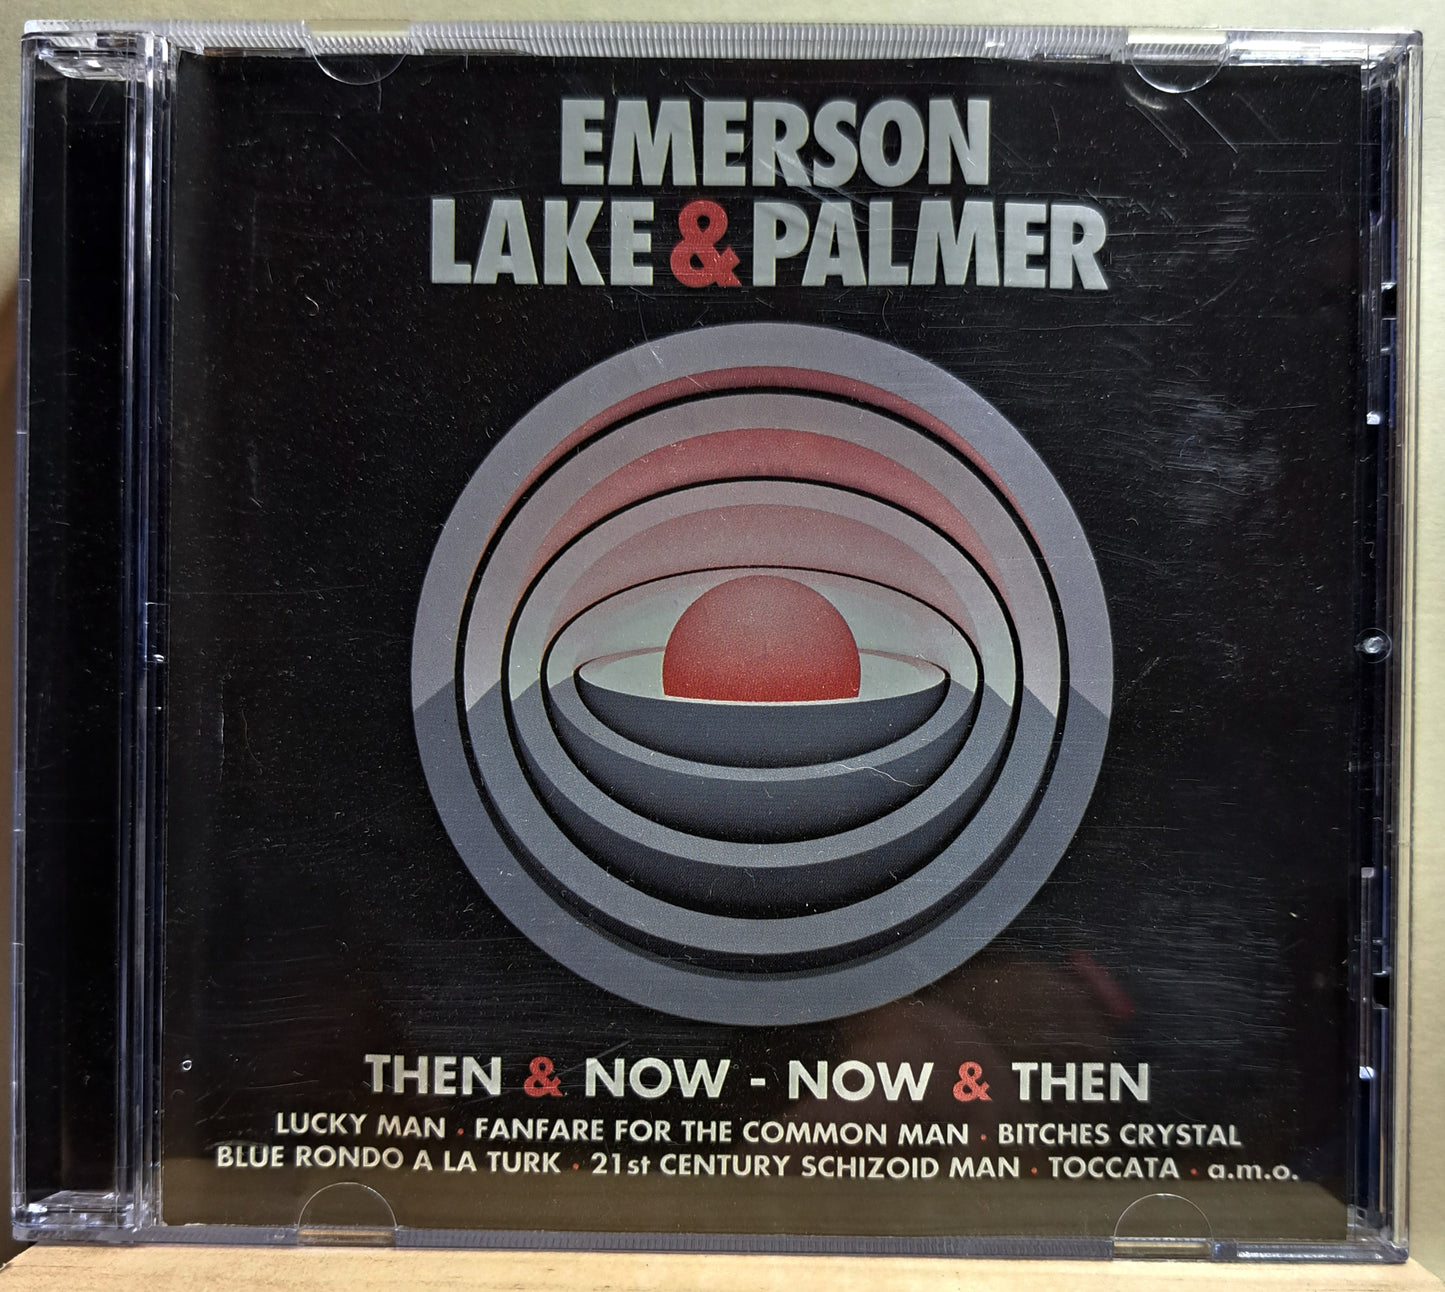 EMERSON
LAKE & PALMER
THEN & NOW - NOW & THEN
LUCKY MAN · FANFARE FOR THE COMMON MAN · BITCHES CRYSTAL
BLUE RONDO A LA TURK · 21st CENTURY SCHIZOID MAN · TOCCATA · a.m.o.